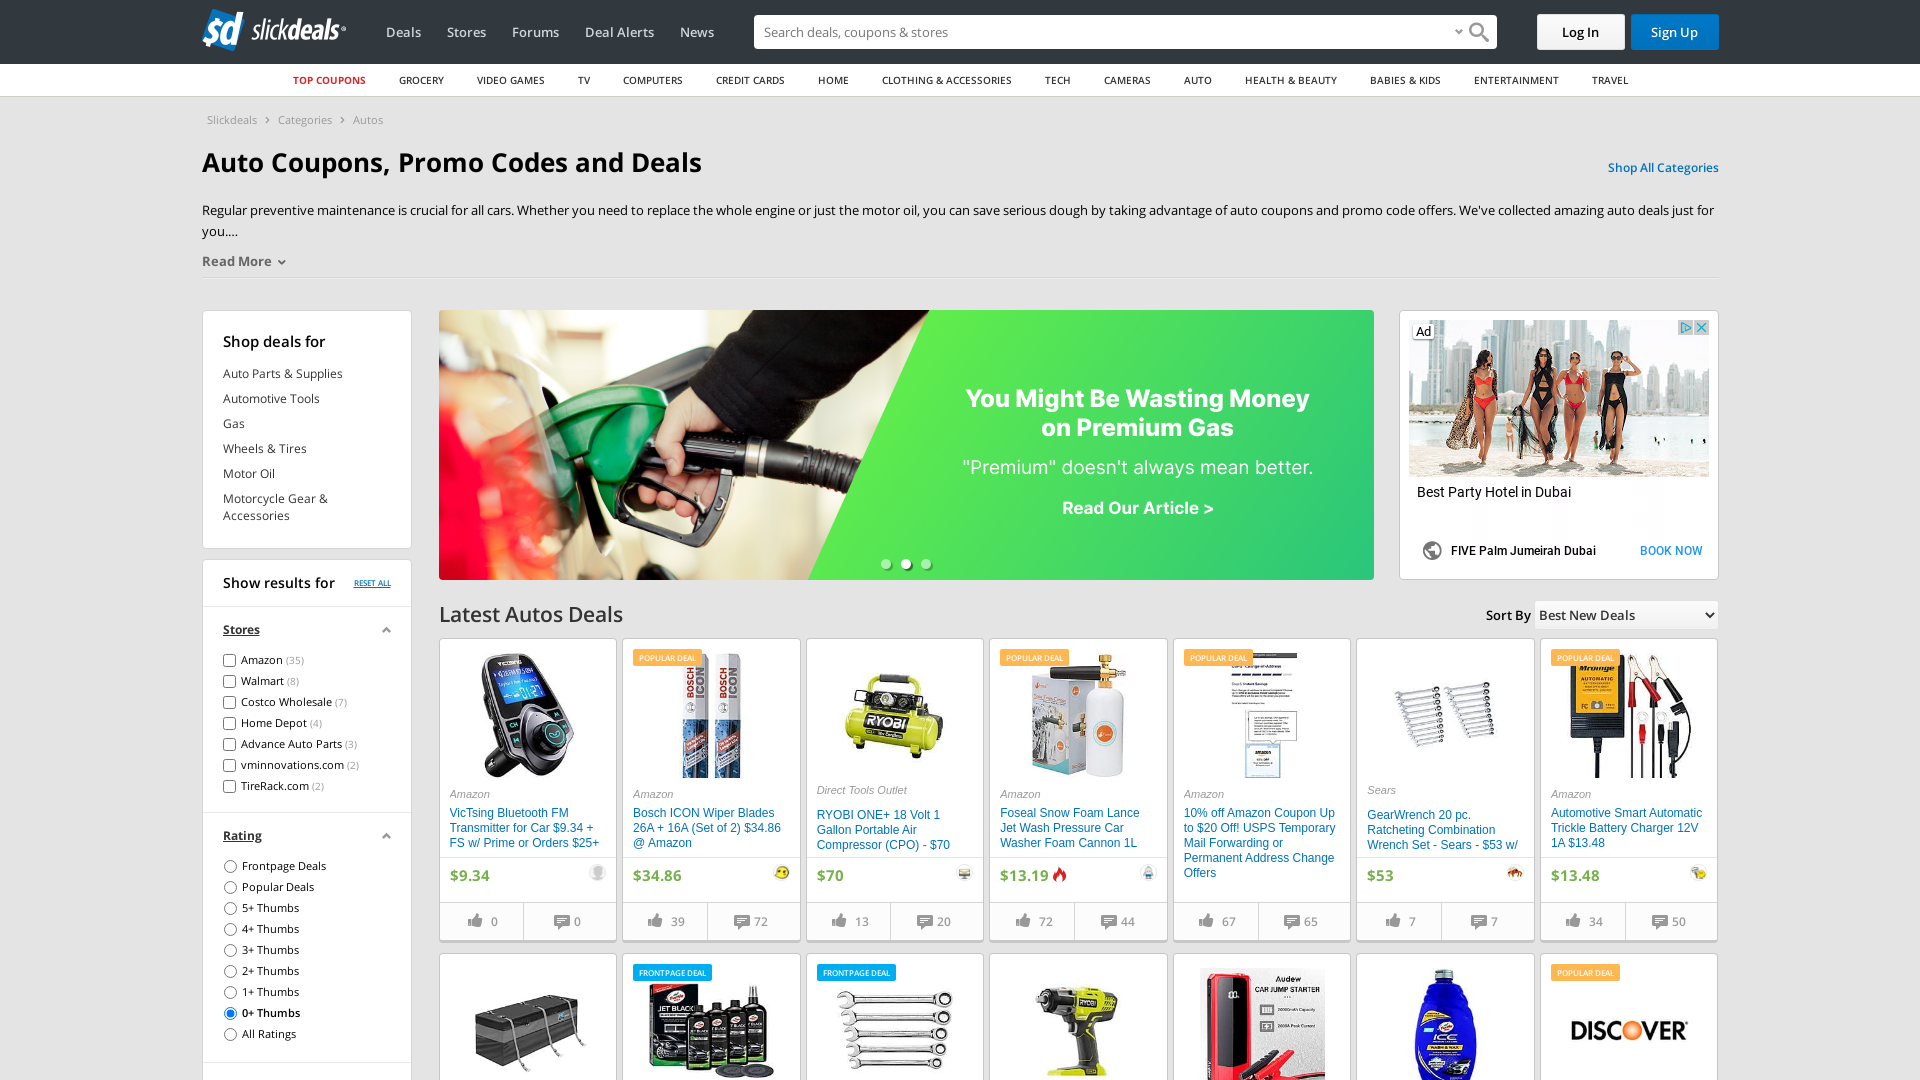 slickdeals
Deals
Stores
Forums
Deal Alerts
News
Search deals, coupons & stores
Log In
Sign Up
TOP COUPONS
GROCERY
VIDEO GAMES
TV
COMPUTERS
CREDIT CARDS
HOME
CLOTHING & ACCESSORIES
TECH
CAMERAS
AUTO
HEALTH & BEAUTY
BABIES & KIDS
ENTERTAINMENT
TRAVEL
Slickdeals
Categories
Autos
Auto Coupons, Promo Codes and Deals
Shop All Categories
Regular preventive maintenance is crucial for all cars. Whether you need to replace the whole engine or just the motor oil, you can save serious dough by taking advantage of auto coupons and promo code offers. We've collected amazing auto deals just for
you....
Read More
Shop deals for
Auto Parts & Supplies
Automotive Tools
Gas
Wheels & Tires
Motor Oil
Motorcycle Gear &
Accessories
Show results for
RESET ALL
Stores
Amazon (35)
Walmart (8)
Costco Wholesale (7)
Home Depot (4)
Advance Auto Parts (3)
vminnovations.com (2)
TireRack.com (2)
Rating
Frontpage Deals
Popular Deals
5+ Thumbs
4+ Thumbs
3+ Thumbs
2+ Thumbs
1+ Thumbs
0+ Thumbs
All Ratings
You Might Be Wasting Money
on Premium Gas
"Premium" doesn't always mean better.
Read Our Article >
Ad
Best Party Hotel in Dubai
FIVE Palm Jumeirah Dubai
BOOK NOW
Latest Autos Deals
Sort By
Best New Deals
Amazon
VicTsing Bluetooth FM
Transmitter for Car $9.34 +
FS w/ Prime or Orders $25+
$9.34
0
0
POPULAR DEAL
BOSCH
ICON
BOSCH
ICON
Amazon
Bosch ICON Wiper Blades
26A + 16A (Set of 2) $34.86
@ Amazon
$34.86
39
72
RYOBI
Direct Tools Outlet
RYOBI ONE+ 18 Volt 1
Gallon Portable Air
Compressor (CPO) - $70
$70
13
20
POPULAR DEAL
Amazon
Foseal Snow Foam Lance
Jet Wash Pressure Car
Washer Foam Cannon 1L
$13.19
72
44
POPULAR DEAL
amazon
Amazon
10% off Amazon Coupon Up
to $20 Off! USPS Temporary
Mail Forwarding or
Permanent Address Change
Offers
67
65
Sears
GearWrench 20 pc.
Ratcheting Combination
Wrench Set - Sears - $53 w/
$53
7
7
POPULAR DEAL
AUTOMATIC
Amazon
Automotive Smart Automatic
Trickle Battery Charger 12V
1A $13.48
$13.48
34
50
FRONTPAGE DEAL
JET BLACK
FRONTPAGE DEAL
RYOBI
Audew
CAR JUMP STARTER
ICE
POPULAR DEAL
DISCOVER